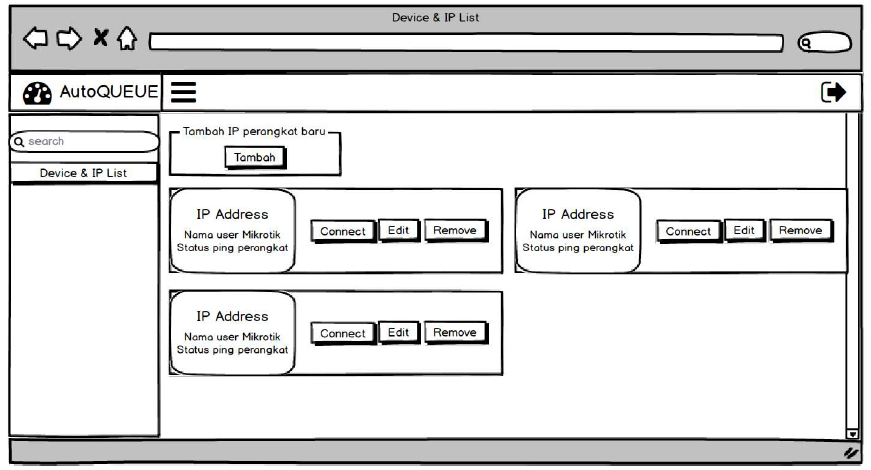 Device & IP List
AutoQUEUE
search
Device & IP List
Tambah IP perangkat baru
Tambah
IP Address
Nama user Mikrotik
Status ping perangkat
Connect
Edit
Remove
IP Address
Nama user Mikrotik
Status ping perangkat
Connect
Edit
Remove
IP Address
Nama user Mikrotik
Status ping perangkat
Connect
Edit
Remove